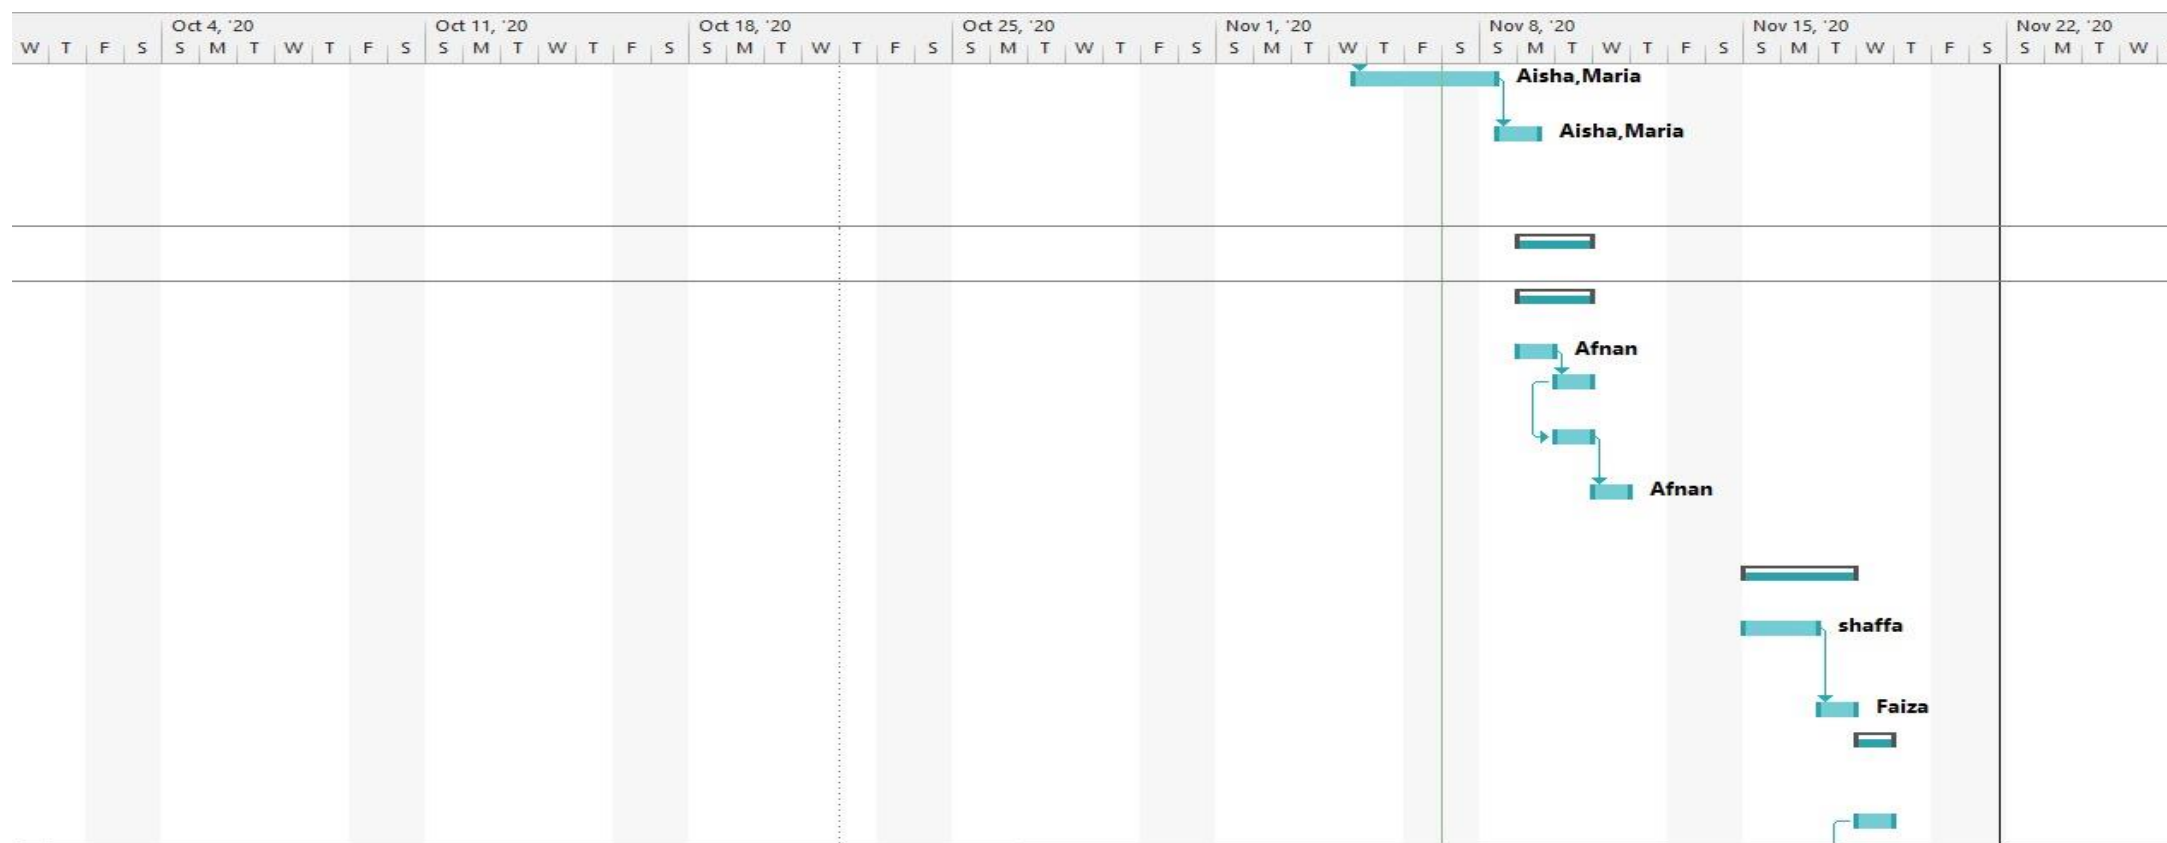 Oct 4, '20 Oct 11, '20 Oct 18, '20 Oct 25, '20 Nov 1, '20 Nov 8, '20 Nov 15, '20 Nov 22, '20
W T F S S M T W T F S S M T W T F S S M T W T F S S M T W T F S S M T W T F S S M T W T F S S M T W T F S S M T W
Aisha,Maria
Aisha,Maria
Afnan
Afnan
shaffa
Faiza